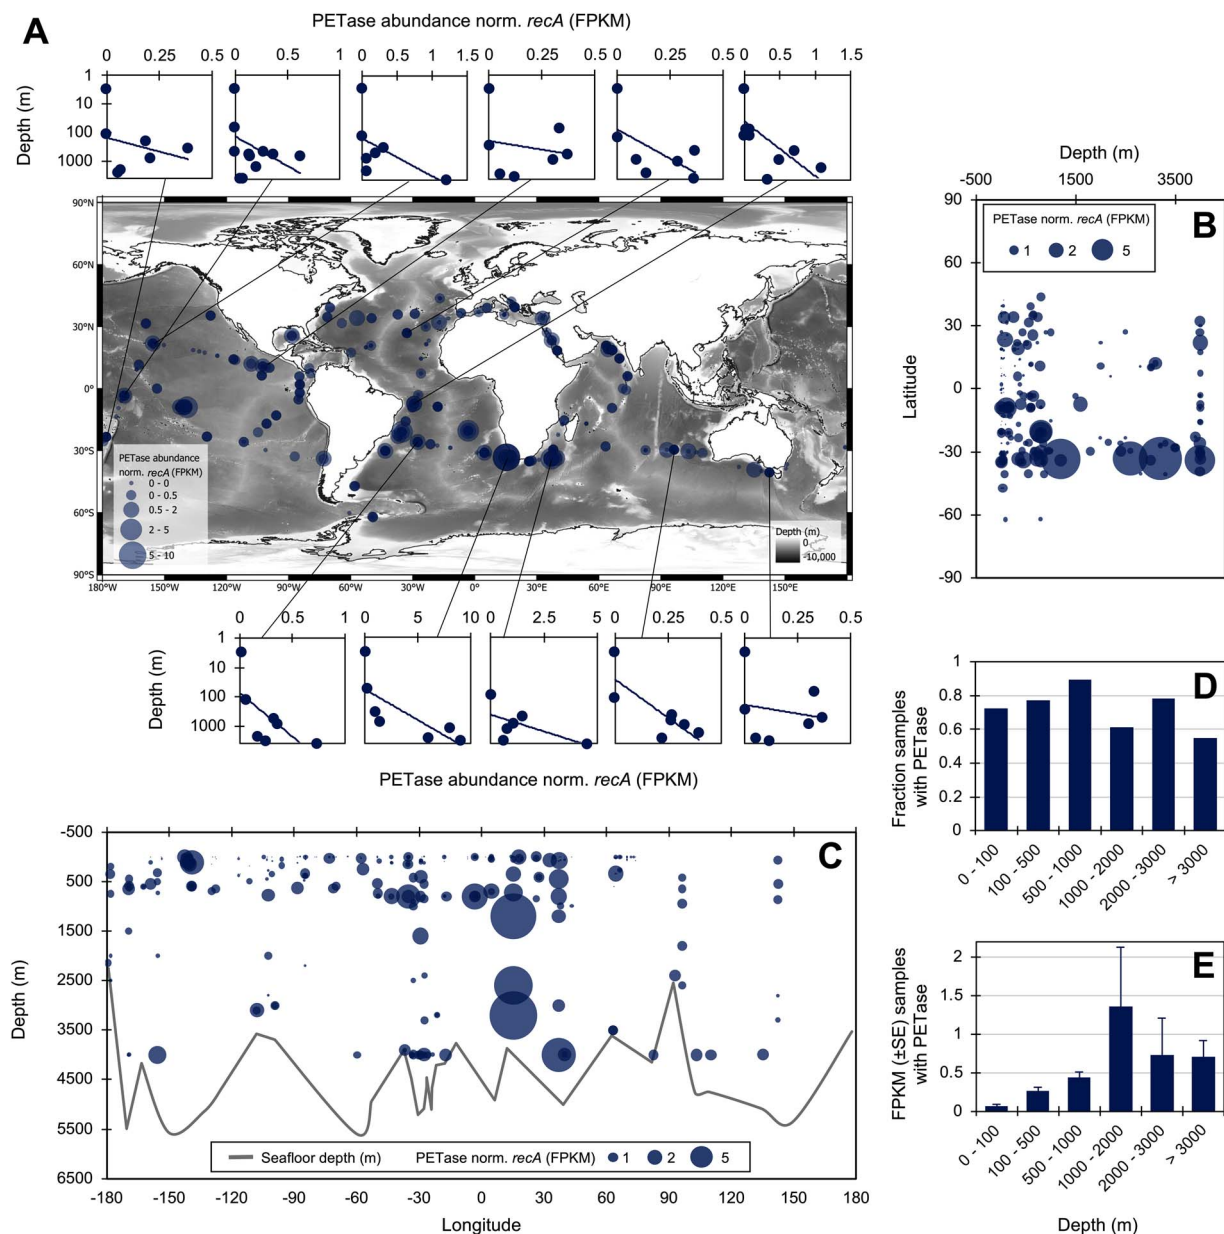 A
PETase abundance norm. recA (FPKM)
0 0.25 0.5 0 0.5 1 0 0.5 1 1.5 0 0.25 0.5 0 0.25 0.5 0 0.5 1 1.5
Depth (m)
1
10
100
1000
90°N
60°N
30°N
0°
30°S
60°S
90°S
180°W 150°W 120°W 90°W 60°W 30°W 0° 30°E 60°E 90°E 120°E 150°E
PETase abundance
norm. recA (FPKM)
0 - 0
0 - 0.5
0.5 - 2
2 - 5
5 - 10
Depth (m)
0
-10,000
0 0.5 1 0 5 10 0 2.5 5 0 0.25 0.5 0 0.25 0.5
Depth (m)
1
10
100
1000
PETase abundance norm. recA (FPKM)
B
Depth (m)
-500 1500 3500
PETase norm. recA (FPKM)
1 2 5
Latitude
90
60
30
0
-30
-60
-90
C
Depth (m)
-500
500
1500
2500
3500
4500
5500
6500
Seafloor depth (m) PETase norm. recA (FPKM) 1 2 5
-180 -150 -120 -90 -60 -30 0 30 60 90 120 150 180
Longitude
D
Fraction samples
with PETase
1
0.8
0.6
0.4
0.2
0
0 - 100
100 - 500
500 - 1000
1000 - 2000
2000 - 3000
> 3000
E
FPKM (±SE) samples
with PETase
2
1.5
1
0.5
0
0 - 100
100 - 500
500 - 1000
1000 - 2000
2000 - 3000
> 3000
Depth (m)